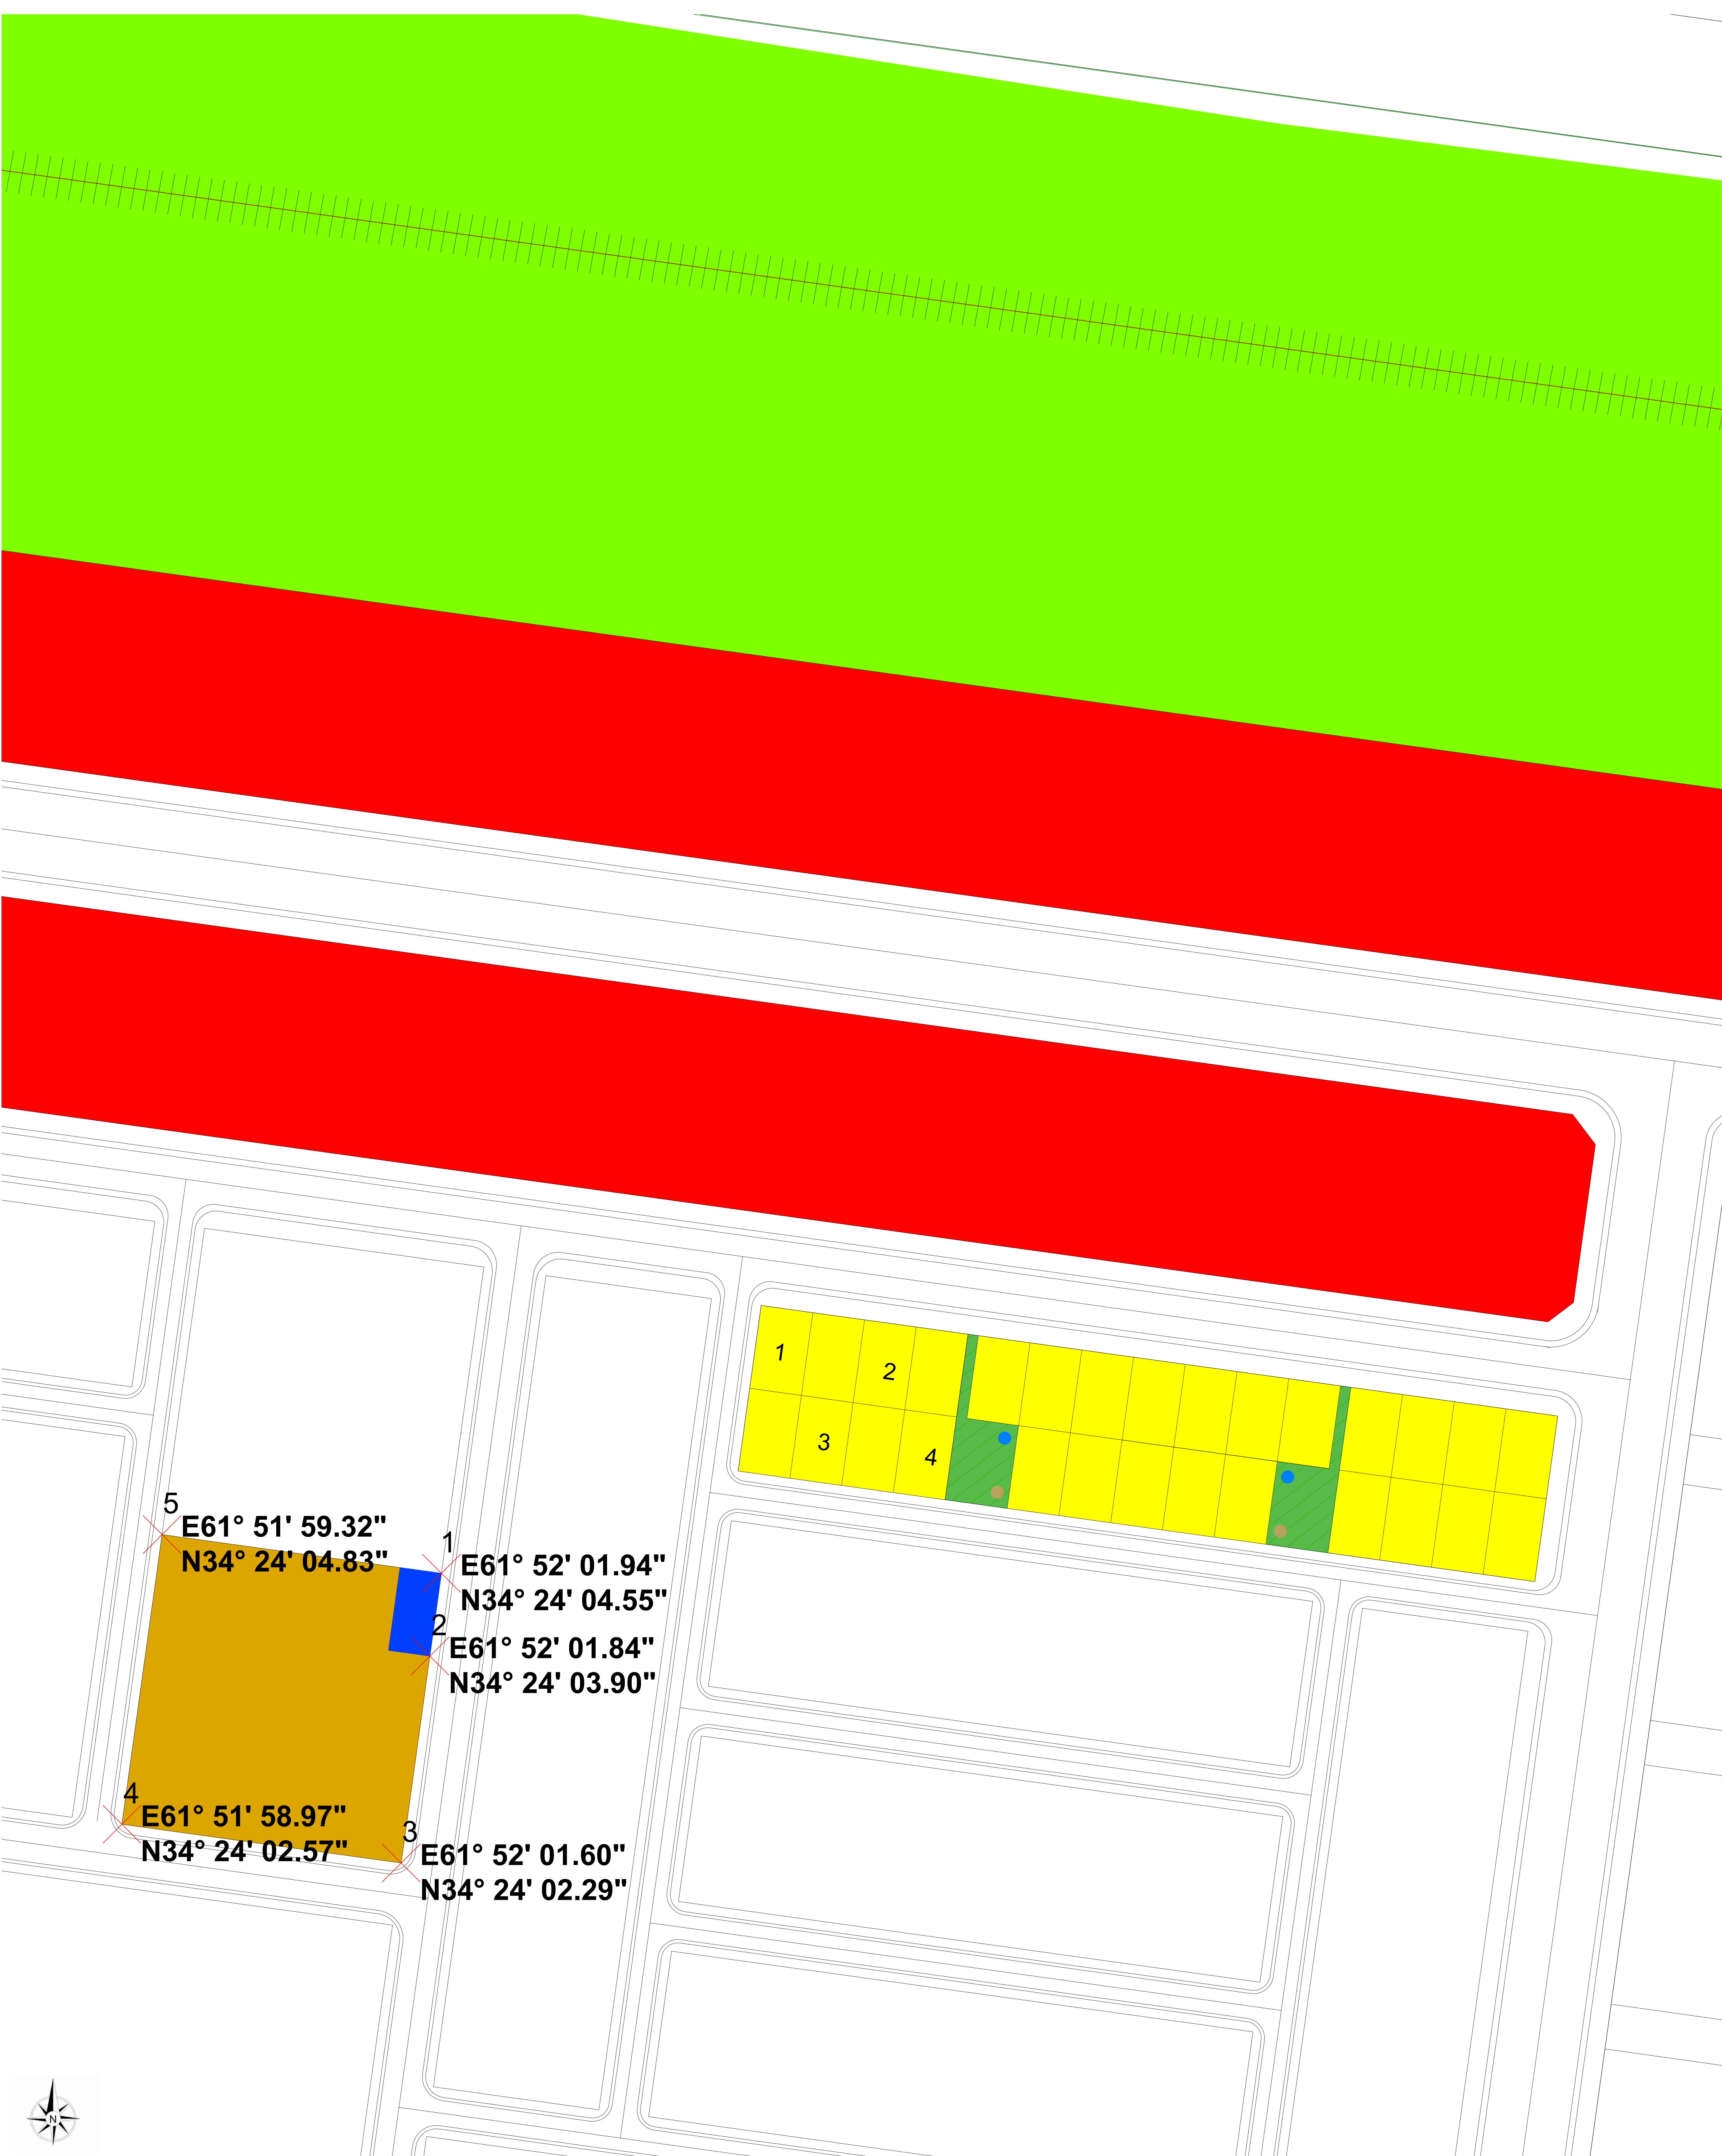 1
2
3
4
5
E61° 51' 59.32"
N34° 24' 04.83"
1
E61° 52' 01.94"
N34° 24' 04.55"
2
E61° 52' 01.84"
N34° 24' 03.90"
4
E61° 51' 58.97"
N34° 24' 02.57"
3
E61° 52' 01.60"
N34° 24' 02.29"
N